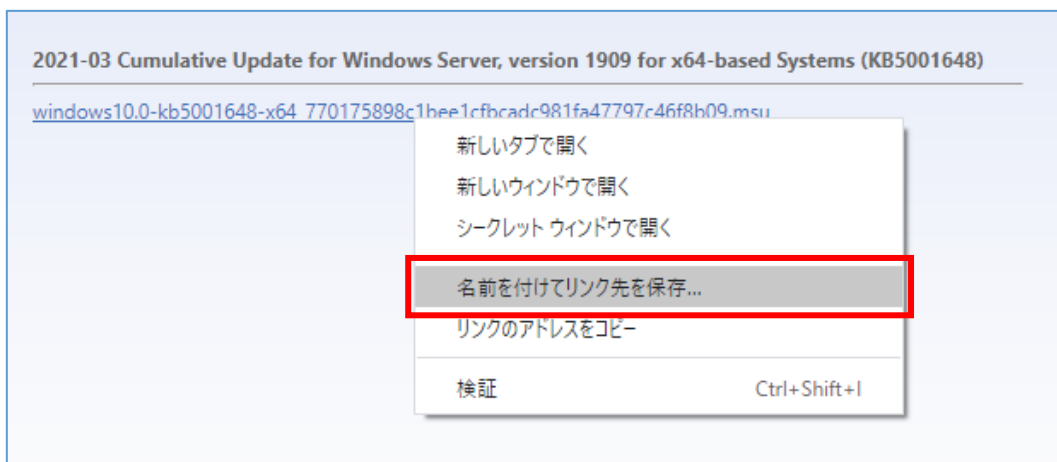 2021-03 Cumulative Update for Windows Server, version 1909 for x64-based Systems (KB5001648)
windows10.0-kb5001648-x64_770175898c1bee1cfbcadc981fa47797c46f8b09.msu
新しいタブで開く
新しいウィンドウで開く
シークレット ウィンドウで開く
名前を付けてリンク先を保存...
リンクのアドレスをコピー
検証 Ctrl+Shift+I